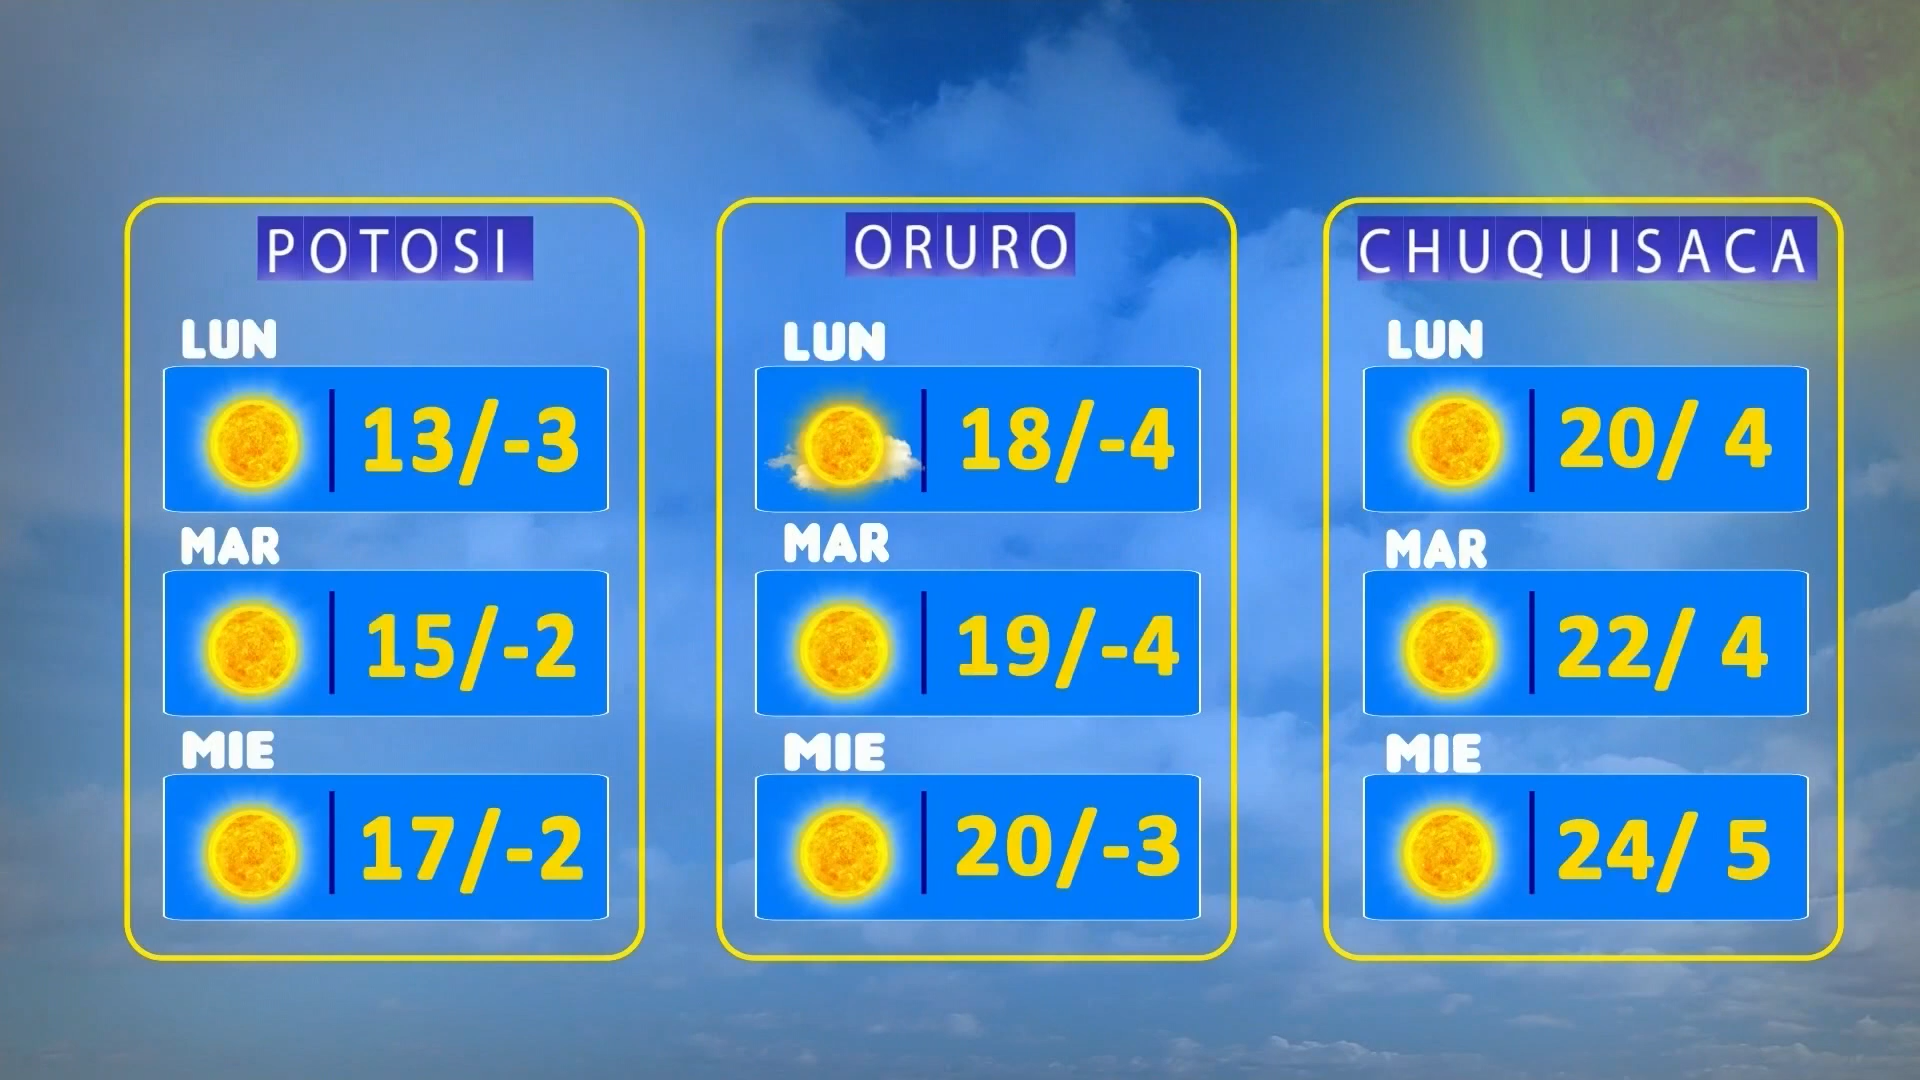 POTOSI
LUN
13/-3
MAR
15/-2
MIE
17/-2
ORURO
LUN
18/-4
MAR
19/-4
MIE
20/-3
CHUQUISACA
LUN
20/ 4
MAR
22/ 4
MIE
24/ 5